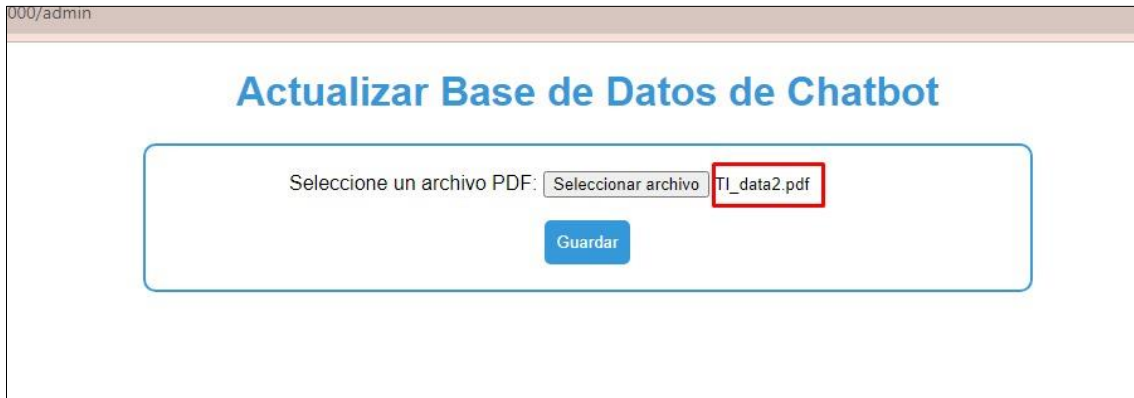 000/admin
Actualizar Base de Datos de Chatbot
Seleccione un archivo PDF: Seleccionar archivo TI_data2.pdf
Guardar